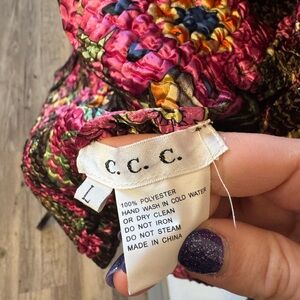 C. C. C.
L
100% POLYESTER
HAND WASH IN COLD WATER
OR DRY CLEAN
DO NOT IRON
DO NOT STEAM
MADE IN CHINA